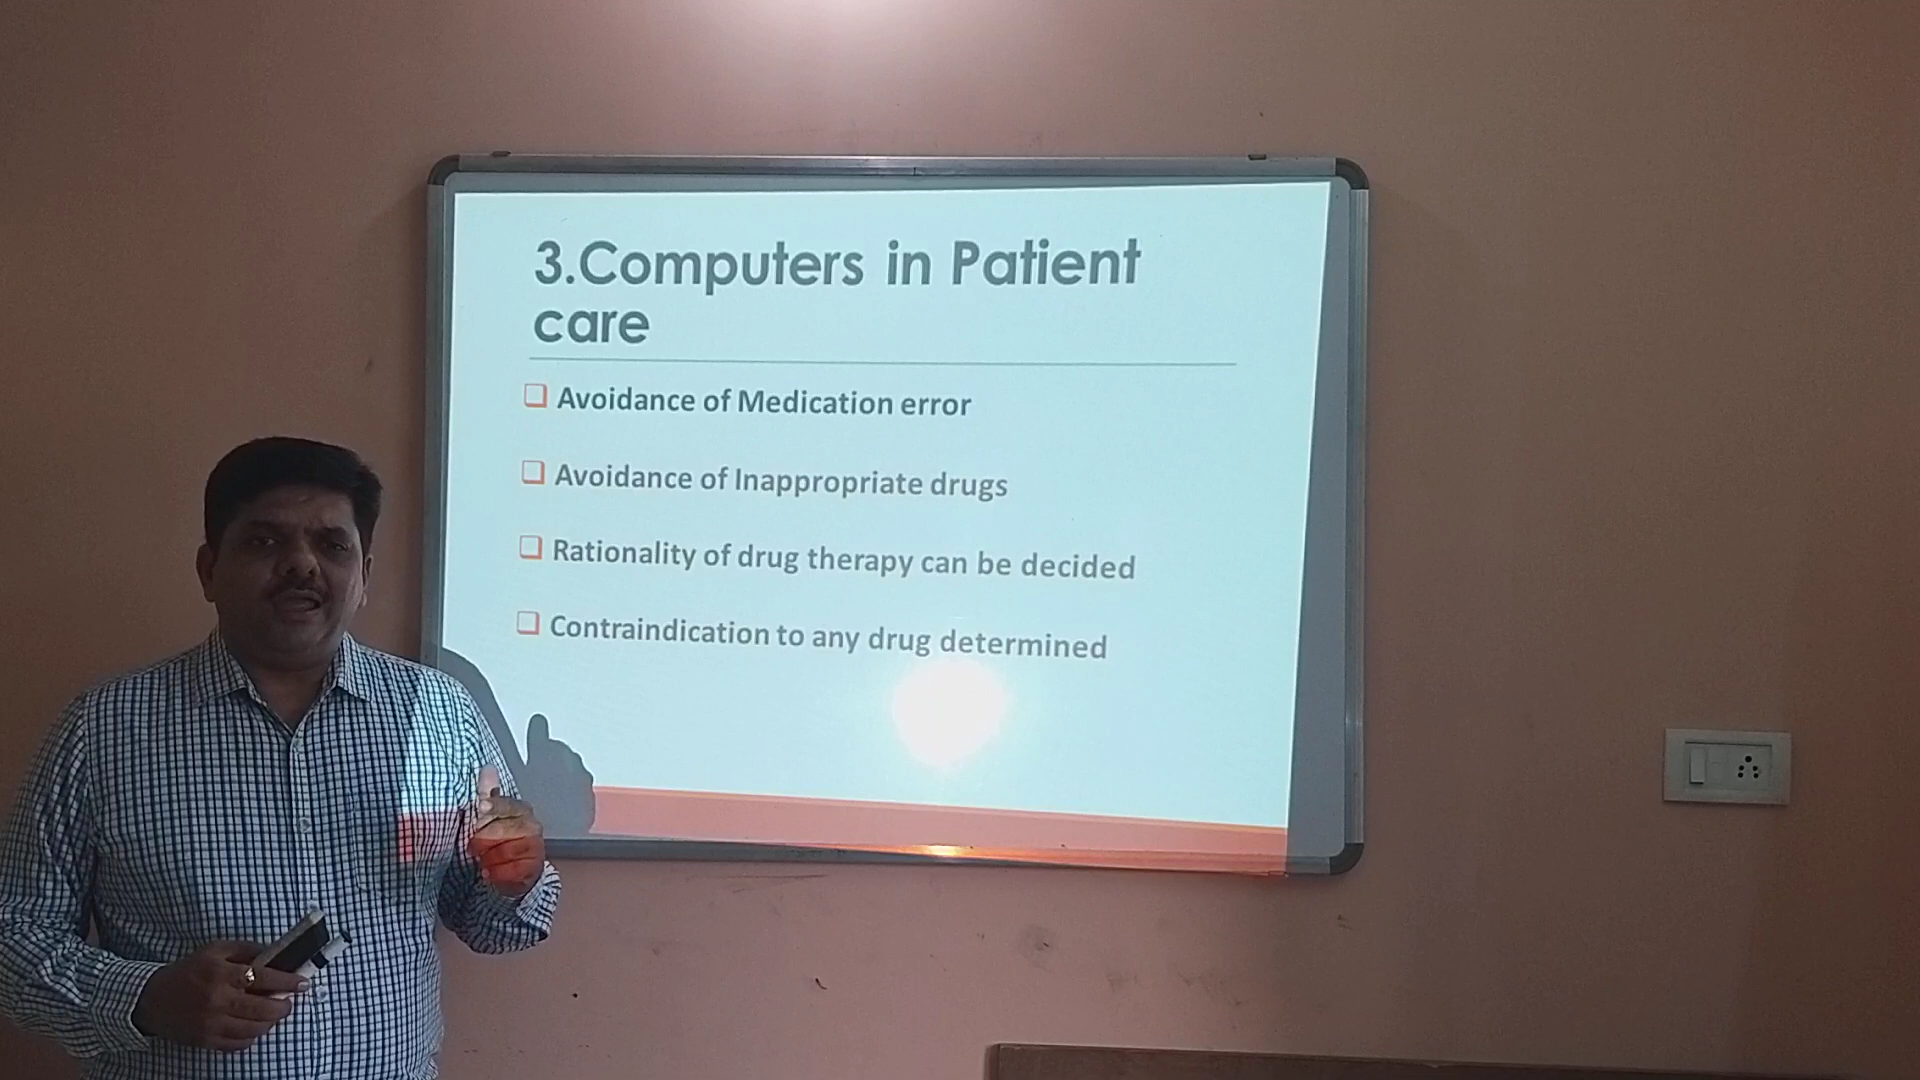 3.Computers in Patient
care
Avoidance of Medication error
Avoidance of Inappropriate drugs
Rationality of drug therapy can be decided
Contraindication to any drug determined